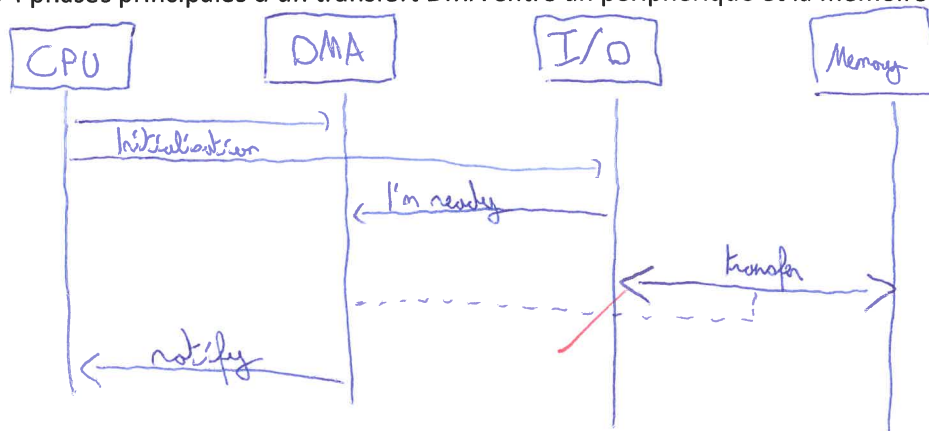 4 phases principales d'un transfert DMA entre un périphérique et la mémoire
CPU
DMA
I/O
Memory
Initialisation
I'm ready
transfer
notify